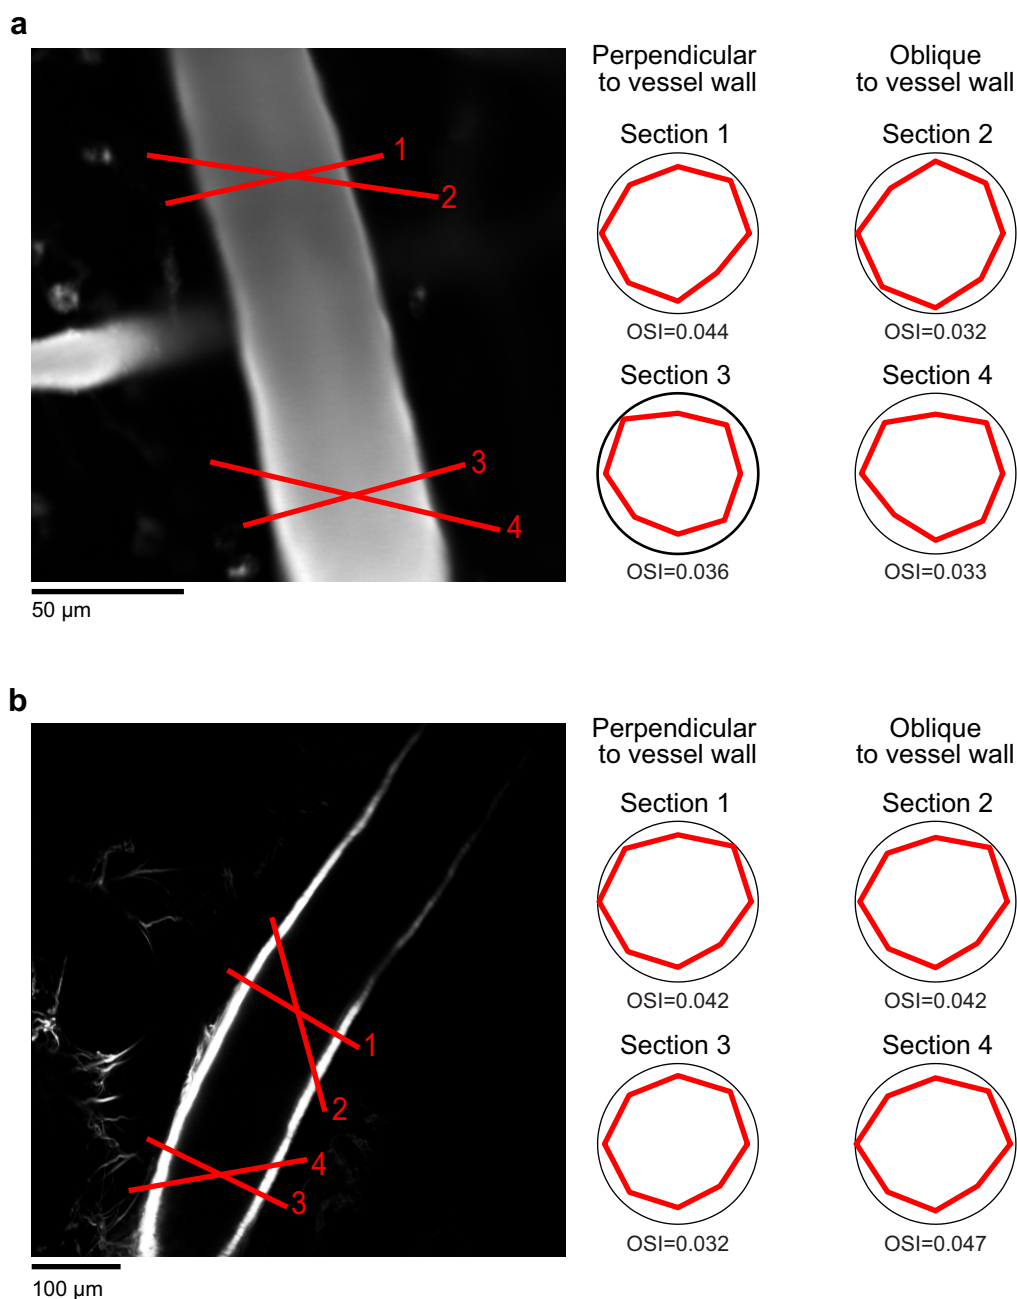 a
Perpendicular
to vessel wall
Oblique
to vessel wall
Section 1
Section 2
1
2
OSI=0.044
OSI=0.032
Section 3
Section 4
3
4
OSI=0.036
OSI=0.033
50 µm
b
Perpendicular
to vessel wall
Oblique
to vessel wall
Section 1
Section 2
OSI=0.042
OSI=0.042
1
2
Section 3
Section 4
4
3
OSI=0.032
OSI=0.047
100 µm